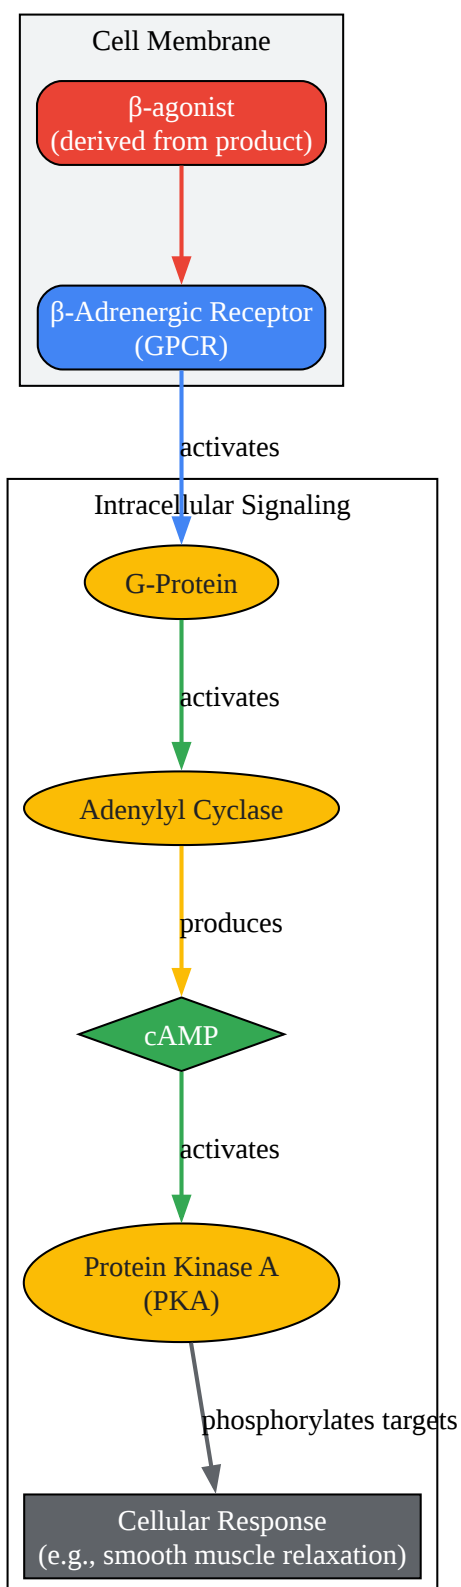 Cell Membrane
β-agonist
(derived from product)
β-Adrenergic Receptor
(GPCR)
activates
Intracellular Signaling
G-Protein
activates
Adenylyl Cyclase
produces
cAMP
activates
Protein Kinase A
(PKA)
phosphorylates targets
Cellular Response
(e.g., smooth muscle relaxation)